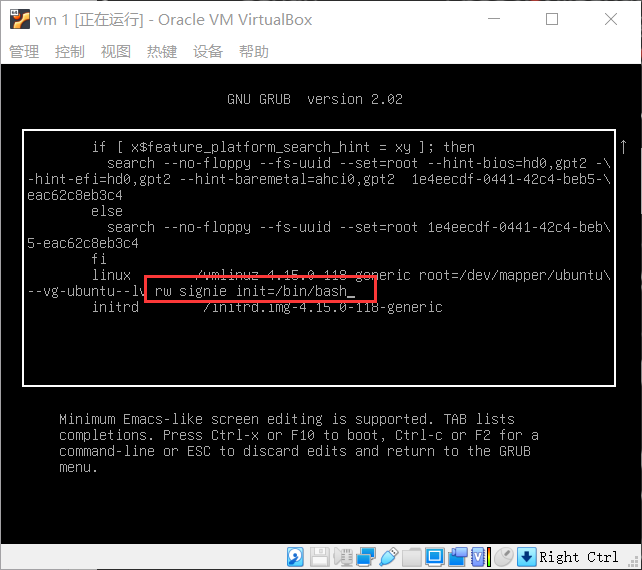 vm 1 [正在运行] - Oracle VM VirtualBox
管理 控制 视图 热键 设备 帮助
GNU GRUB version 2.02
if [ x$feature_platform_search_hint = xy ]; then
search --no-floppy --fs-uuid --set=root --hint-bios=hd0,gpt2 -\
-hint-efi=hd0,gpt2 --hint-baremetal=ahci0,gpt2 1e4eecdf-0441-42c4-beb5-\
eac62c8eb3c4
else
search --no-floppy --fs-uuid --set=root 1e4eecdf-0441-42c4-beb\
5-eac62c8eb3c4
fi
linux /vmlinuz-4.15.0-118-generic root=/dev/mapper/ubuntu\
--vg-ubuntu--lv rw signie init=/bin/bash_
initrd /initrd.img-4.15.0-118-generic
Minimum Emacs-like screen editing is supported. TAB lists
completions. Press Ctrl-x or F10 to boot, Ctrl-c or F2 for a
command-line or ESC to discard edits and return to the GRUB
menu.
Right Ctrl